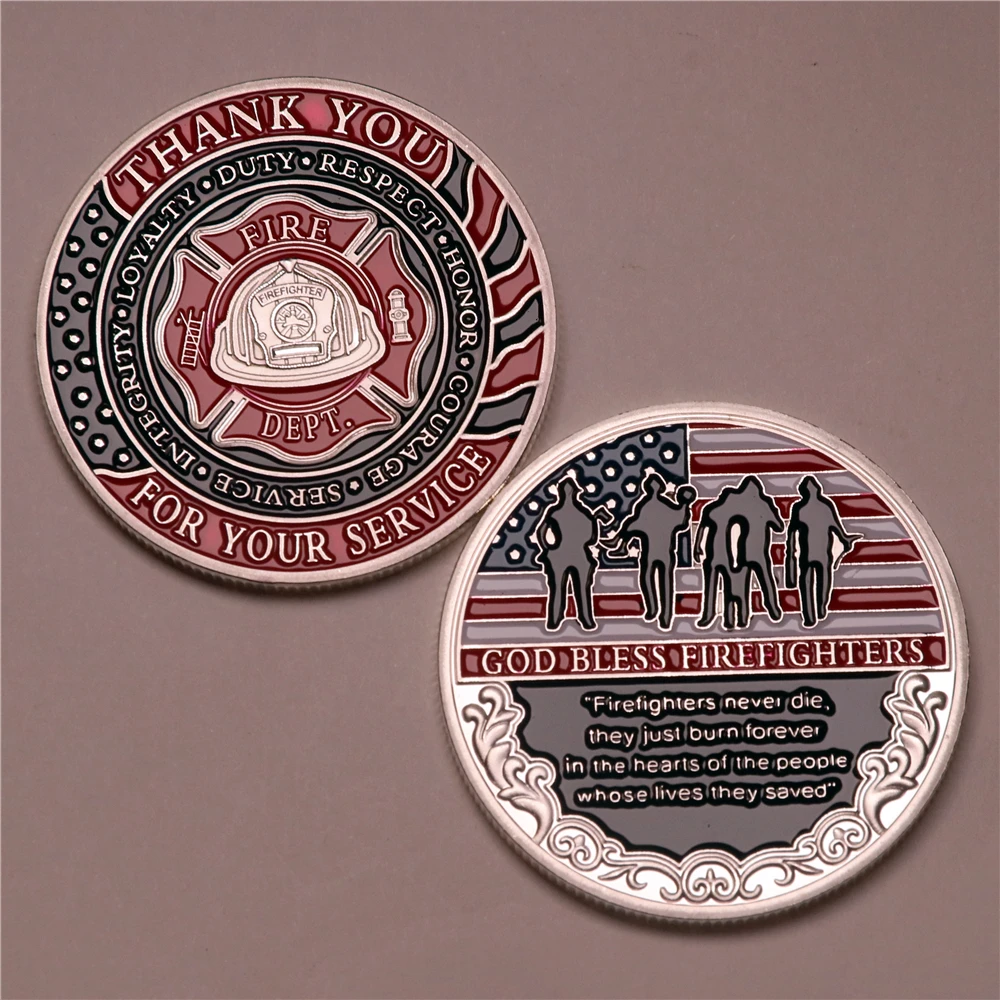 THANK YOU
INTEGRITY • LOYALTY • DUTY • RESPECT • HONOR • COURAGE • SERVICE •
FIRE
FIREFIGHTER
DEPT.
FOR YOUR SERVICE
GOD BLESS FIREFIGHTERS
"Firefighters never die,
they just burn forever
in the hearts of the people
whose lives they saved"